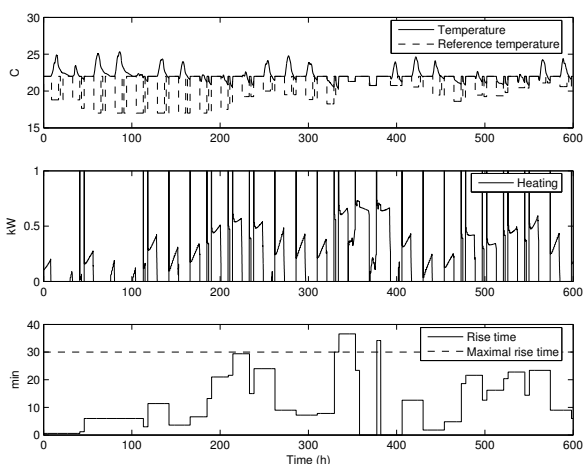 30
25
20
15
C
0 100 200 300 400 500 600
Temperature
Reference temperature
1
0.5
0
kW
0 100 200 300 400 500 600
Heating
40
30
20
10
0
min
0 100 200 300 400 500 600
Time (h)
Rise time
Maximal rise time